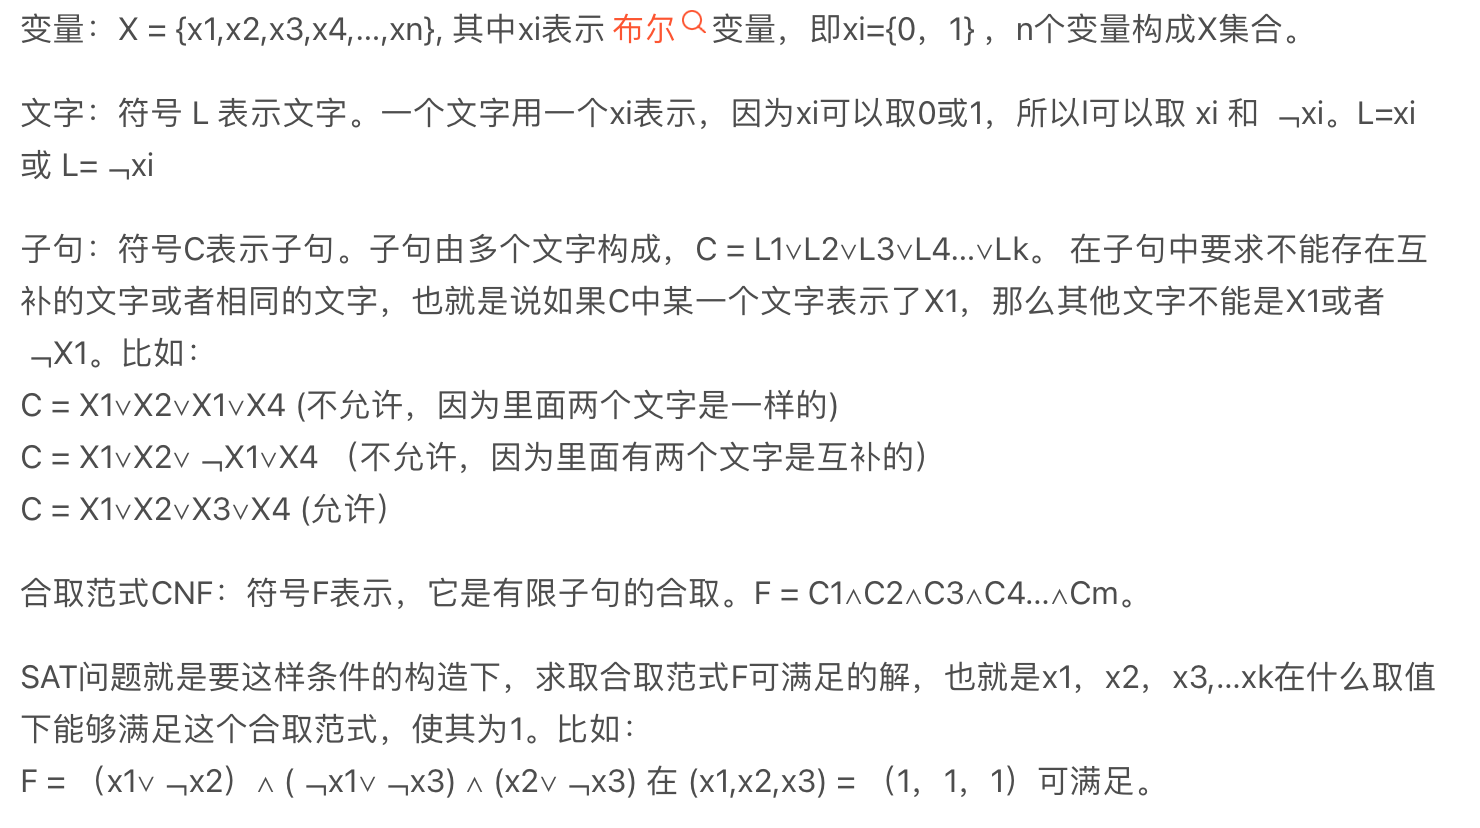 变量：X = {x1,x2,x3,x4,...,xn}, 其中xi表示 布尔 变量，即xi={0，1} ，n个变量构成X集合。
文字：符号 L 表示文字。一个文字用一个xi表示，因为xi可以取0或1，所以l可以取 xi 和 ¬xi。L=xi
或 L= ¬xi
子句：符号C表示子句。子句由多个文字构成，C = L1∨L2∨L3∨L4...∨Lk。 在子句中要求不能存在互
补的文字或者相同的文字，也就是说如果C中某一个文字表示了X1，那么其他文字不能是X1或者
¬X1。比如：
C = X1∨X2∨X1∨X4 (不允许，因为里面两个文字是一样的)
C = X1∨X2∨ ¬X1∨X4 （不允许，因为里面有两个文字是互补的）
C = X1∨X2∨X3∨X4 (允许）
合取范式CNF：符号F表示，它是有限子句的合取。F = C1∧C2∧C3∧C4...∧Cm。
SAT问题就是要这样条件的构造下，求取合取范式F可满足的解，也就是x1，x2，x3,...xk在什么取值
下能够满足这个合取范式，使其为1。比如：
F = （x1∨ ¬x2）∧ ( ¬x1∨ ¬x3) ∧ (x2∨ ¬x3) 在 (x1,x2,x3) = （1，1，1）可满足。